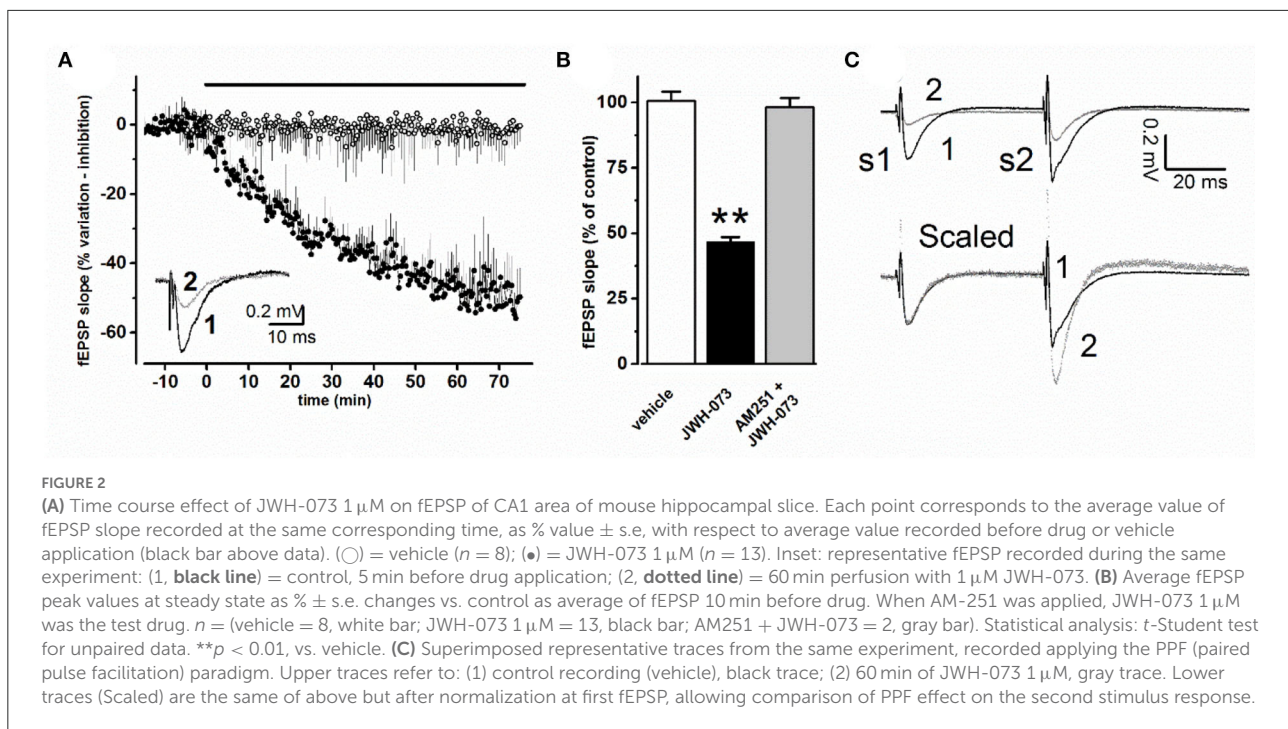 A
B
C
fEPSP slope (% variation - inhibition)
0
-20
-40
-60
2
1
0.2 mV
10 ms
-10 0 10 20 30 40 50 60 70
time (min)
fEPSP slope (% of control)
100
75
50
25
0
**
vehicle
JWH-073
AM251 +
JWH-073
2
1
s1
s2
0.2 mV
20 ms
Scaled
1
2
FIGURE 2
(A) Time course effect of JWH-073 1 μM on fEPSP of CA1 area of mouse hippocampal slice. Each point corresponds to the average value of
fEPSP slope recorded at the same corresponding time, as % value ± s.e, with respect to average value recorded before drug or vehicle
application (black bar above data). (○) = vehicle (n = 8); (•) = JWH-073 1 μM (n = 13). Inset: representative fEPSP recorded during the same
experiment: (1, black line) = control, 5 min before drug application; (2, dotted line) = 60 min perfusion with 1 μM JWH-073. (B) Average fEPSP
peak values at steady state as % ± s.e. changes vs. control as average of fEPSP 10 min before drug. When AM-251 was applied, JWH-073 1 μM
was the test drug. n = (vehicle = 8, white bar; JWH-073 1 μM = 13, black bar; AM251 + JWH-073 = 2, gray bar). Statistical analysis: t-Student test
for unpaired data. **p < 0.01, vs. vehicle. (C) Superimposed representative traces from the same experiment, recorded applying the PPF (paired
pulse facilitation) paradigm. Upper traces refer to: (1) control recording (vehicle), black trace; (2) 60 min of JWH-073 1 μM, gray trace. Lower
traces (Scaled) are the same of above but after normalization at first fEPSP, allowing comparison of PPF effect on the second stimulus response.